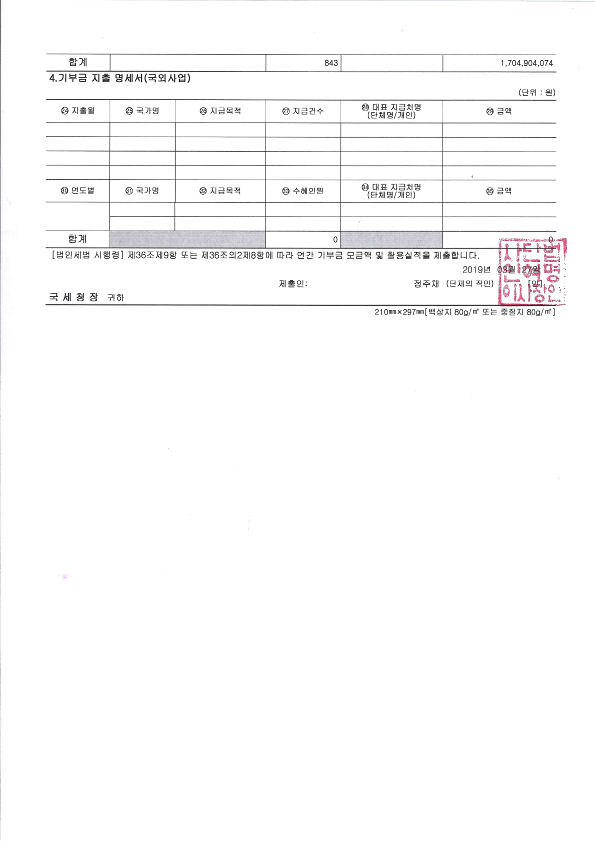 합계 843 1,704,904,074
4.기부금 지출 명세서(국외사업)
(단위 : 원)
㉔ 지출월 ㉕ 국가명 ㉖ 지급목적 ㉗ 지급건수 ㉘ 대표 지급처명 (단체명/개인) ㉙ 금액
㉚ 연도별 ㉛ 국가명 ㉜ 지급목적 ㉝ 수혜인원 ㉞ 대표 지급처명 (단체명/개인) ㉟ 금액
합계 0 0
[법인세법 시행령] 제36조제9항 또는 제36조의2제8항에 따라 연간 기부금 모금액 및 활용실적을 제출합니다.
2019년 03월 27일
제출인: 정주채 (단체의 직인) [인]
국 세 청 장 귀하
210㎜×297㎜[백상지 80g/㎡ 또는 중질지 80g/㎡]